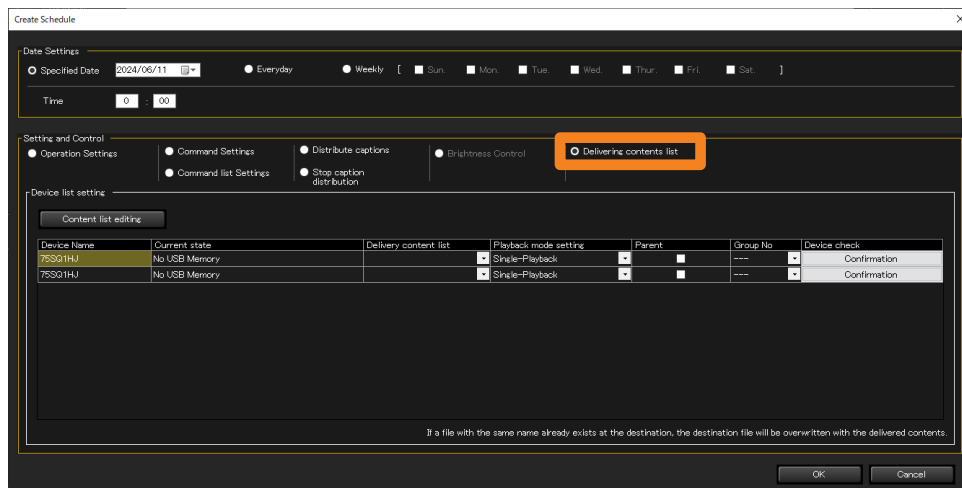 Create Schedule
Date Settings
Specified Date 2024/06/11 Everyday Weekly [ Sun. Mon. Tue. Wed. Thur. Fri. Sat. ]
Time 0 : 00
Setting and Control
Operation Settings Command Settings Distribute captions Brightness Control Delivering contents list
Command list Settings Stop caption distribution
Device list setting
Content list editing
Device Name Current state Delivery content list Playback mode setting Parent Group No Device check
75SQ1HJ No USB Memory Single-Playback --- Confirmation
75SQ1HJ No USB Memory Single-Playback --- Confirmation
If a file with the same name already exists at the destination, the destination file will be overwritten with the delivered contents.
OK Cancel